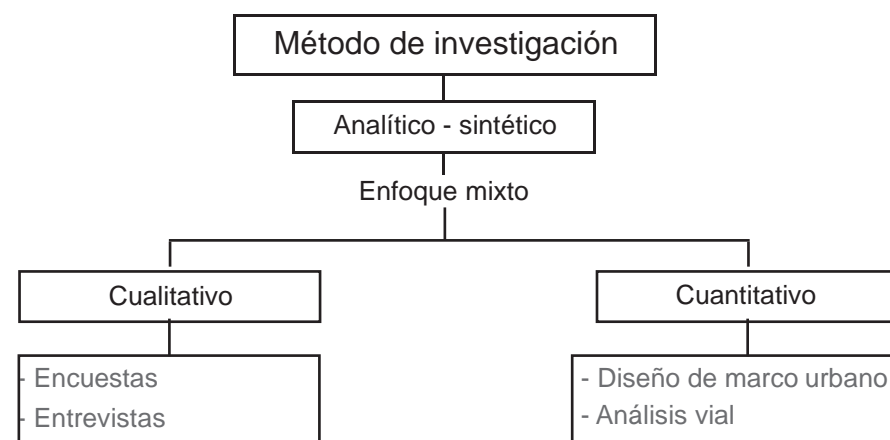 Método de investigación
Analítico - sintético
Enfoque mixto
Cualitativo
Cuantitativo
- Encuestas
- Entrevistas
- Diseño de marco urbano
- Análisis vial